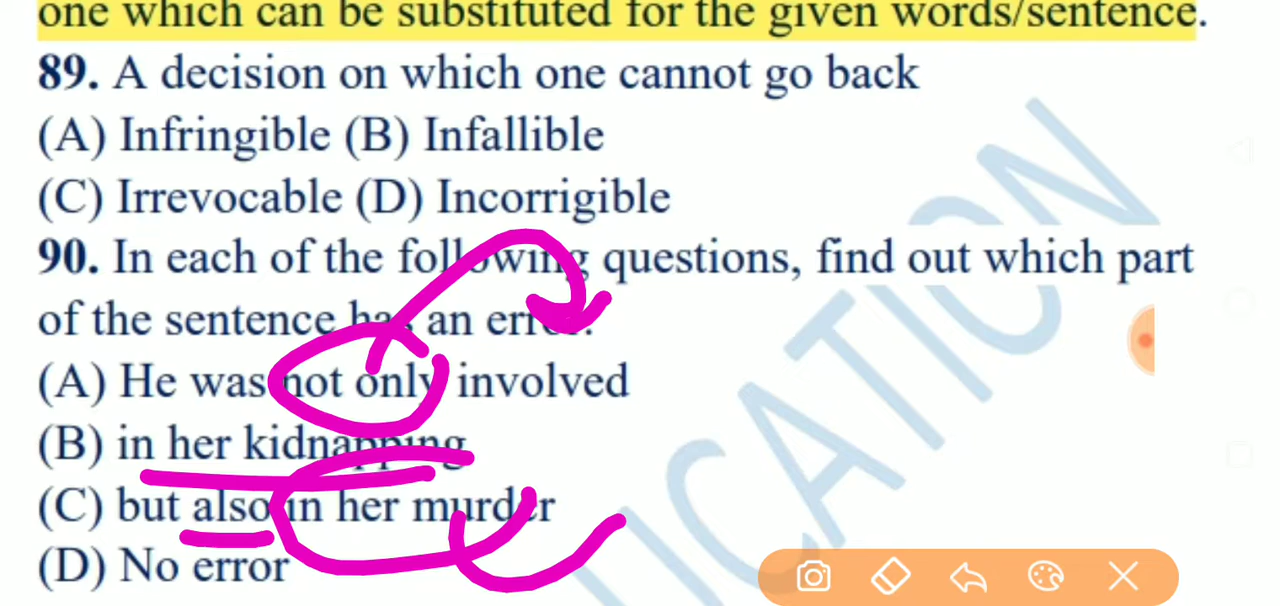 one which can be substituted for the given words/sentence.
89. A decision on which one cannot go back
(A) Infringible (B) Infallible
(C) Irrevocable (D) Incorrigible
90. In each of the following questions, find out which part
of the sentence has an error.
(A) He was not only involved
(B) in her kidnapping
(C) but also in her murder
(D) No error
ICATION